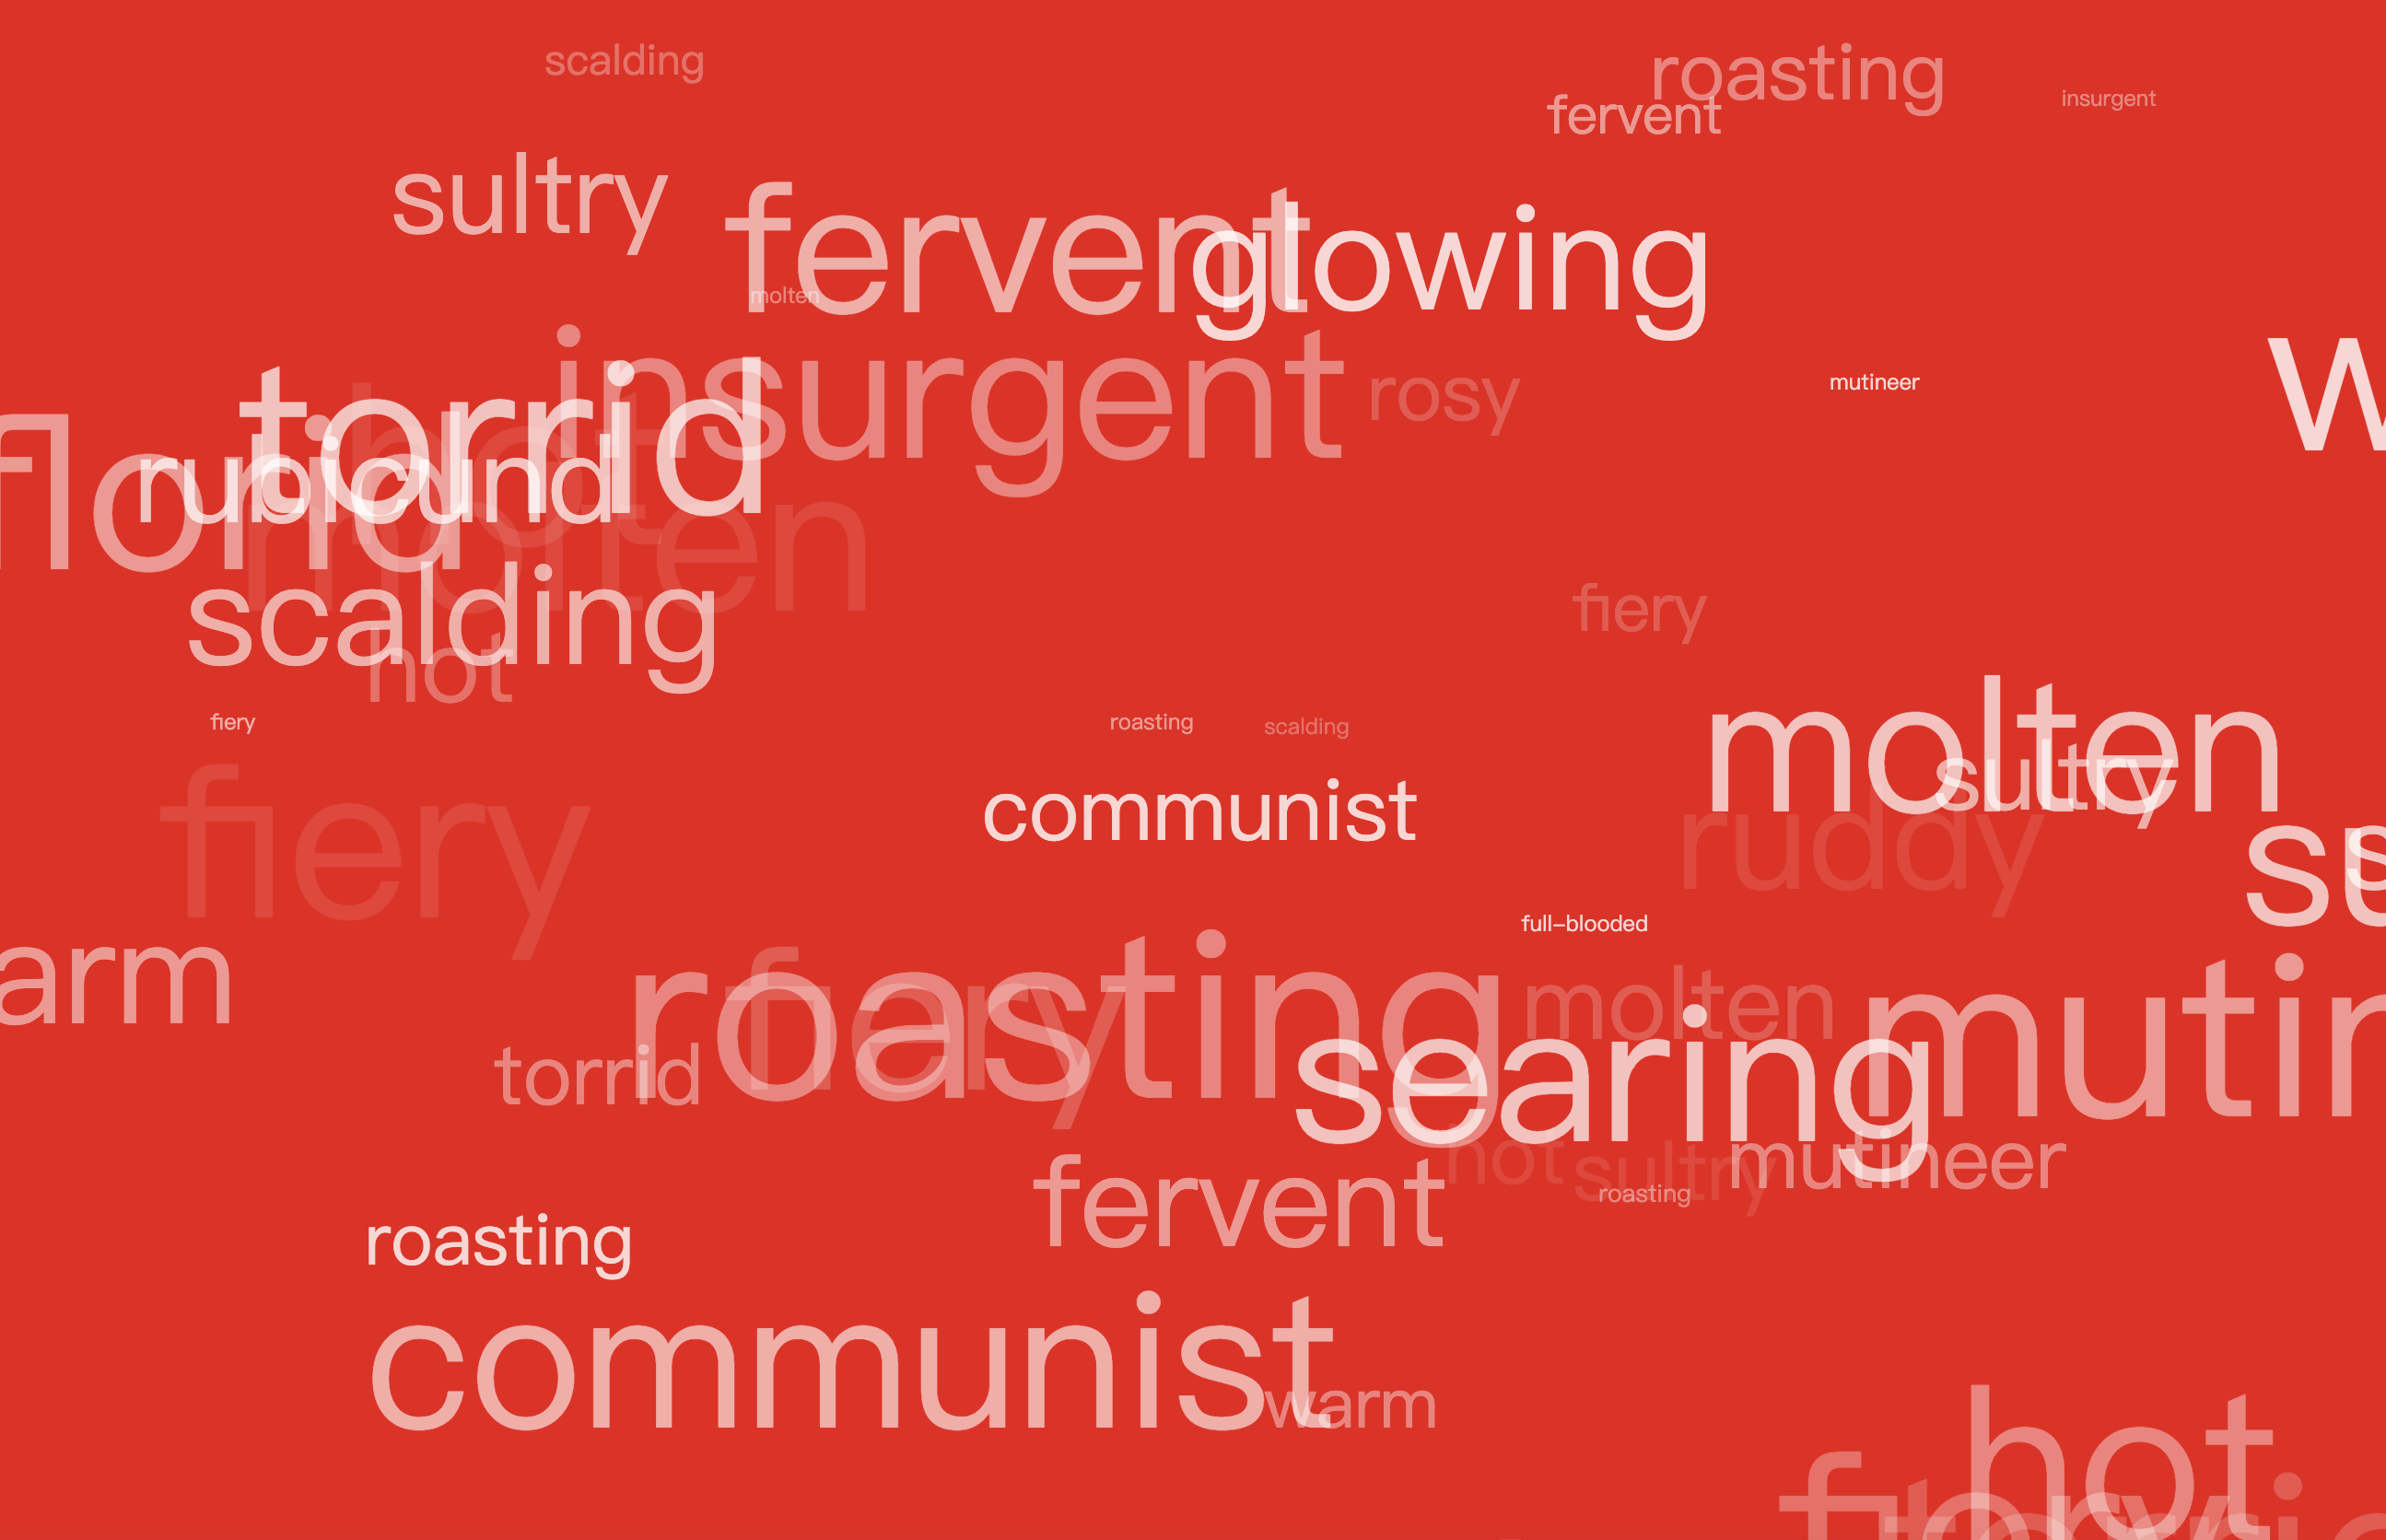 scalding
roasting
insurgent
fervent
sultry
fervent
glowing
molten
insurgent
rosy
mutineer
w
torrid
hot
florid
rubicund
molten
scalding
fiery
hot
fiery
roasting
scalding
molten
sultry
communist
ruddy
su
s
fiery
full-blooded
arm
roasting
fiery
molten
mutin
searing
torrid
hot
sultry
mutineer
roasting
fervent
roasting
communist
warm
hot